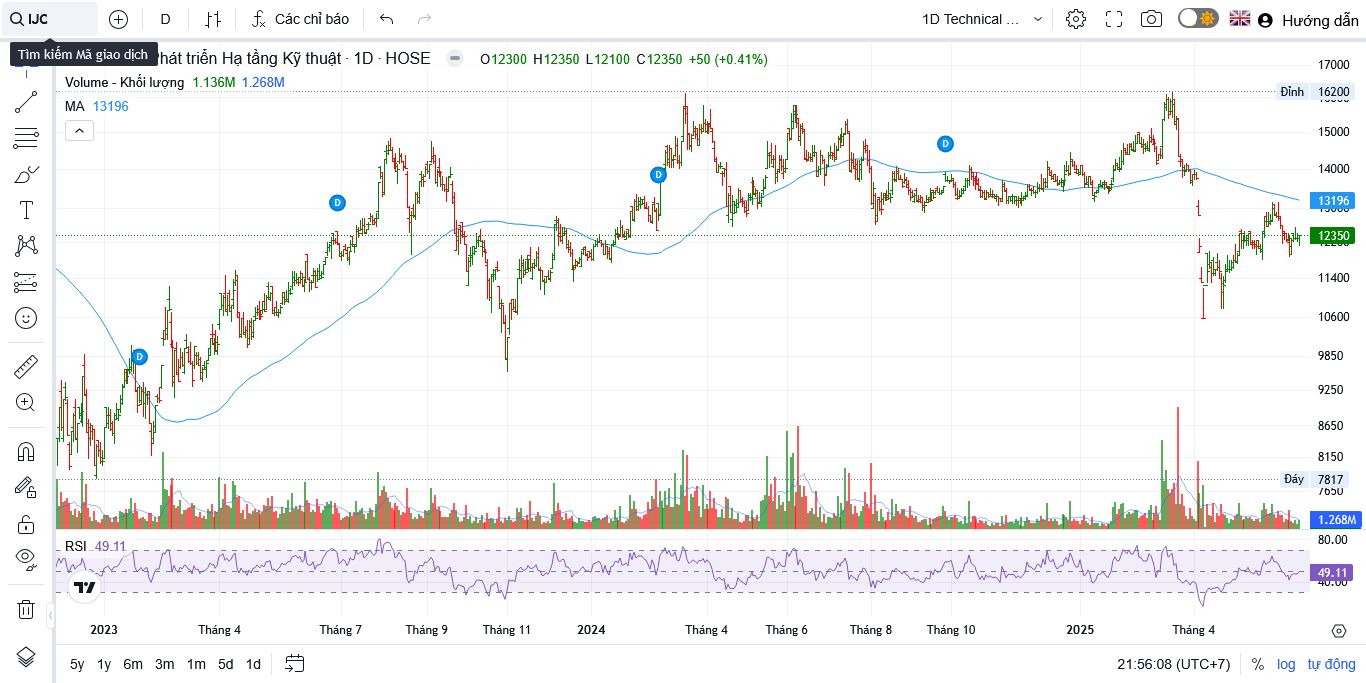 IJC
D
Các chỉ báo
1D Technical ...
Hướng dẫn
Tìm kiếm Mã giao dịch
Phát triển Hạ tầng Kỹ thuật · 1D · HOSE
O12300 H12350 L12100 C12350 +50 (+0.41%)
Volume - Khối lượng 1.136M 1.268M
MA 13196
17000
Đỉnh 16200
15000
14000
13196
12350
11400
10600
9850
9250
8650
8150
Đáy 7817
7650
1.268M
D
D
D
D
RSI 49.11
80.00
49.11
40.00
2023 Tháng 4 Tháng 7 Tháng 9 Tháng 11 2024 Tháng 4 Tháng 6 Tháng 8 Tháng 10 2025 Tháng 4
5y 1y 6m 3m 1m 5d 1d
21:56:08 (UTC+7) % log tự động